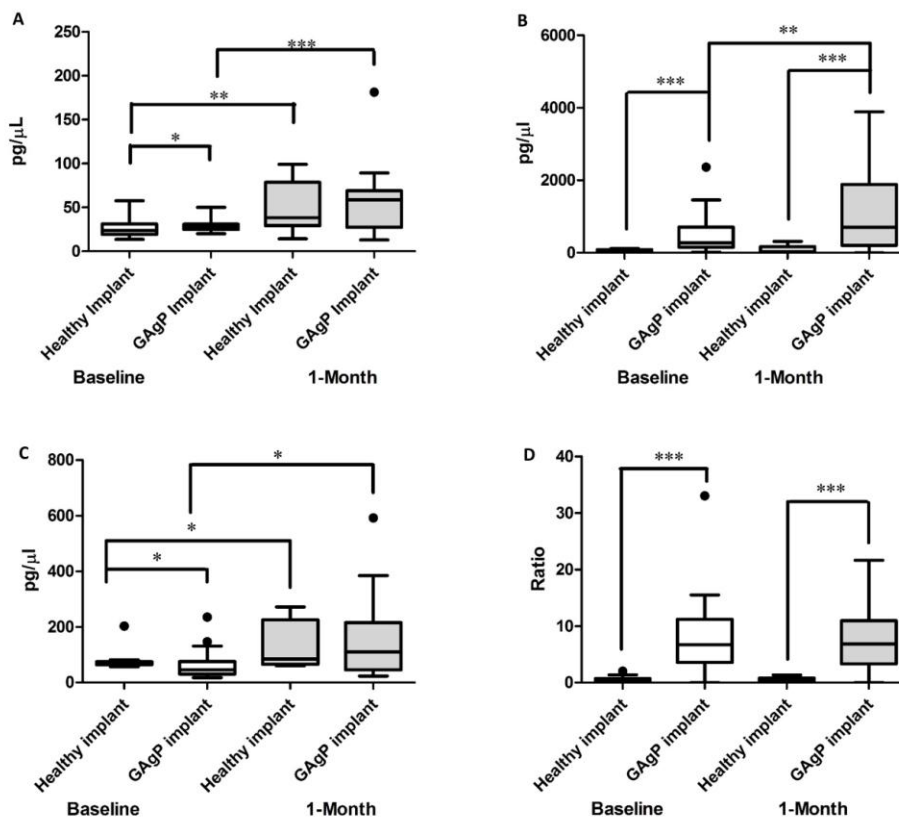 A
250
200
150
100
50
0
pg/μL
***
**
*
Healthy Implant
GAgP Implant
Healthy Implant
GAgP Implant
Baseline
1-Month
B
6000
4000
2000
0
pg/μl
**
***
***
Healthy implant
GAgP implant
Healthy implant
GAgP implant
Baseline
1-Month
C
800
600
400
200
0
pg/μl
*
*
*
Healthy implant
GAgP implant
Healthy implant
GAgP implant
Baseline
1-Month
D
40
30
20
10
0
Ratio
***
***
Healthy implant
GAgP implant
Healthy implant
GAgP implant
Baseline
1-Month